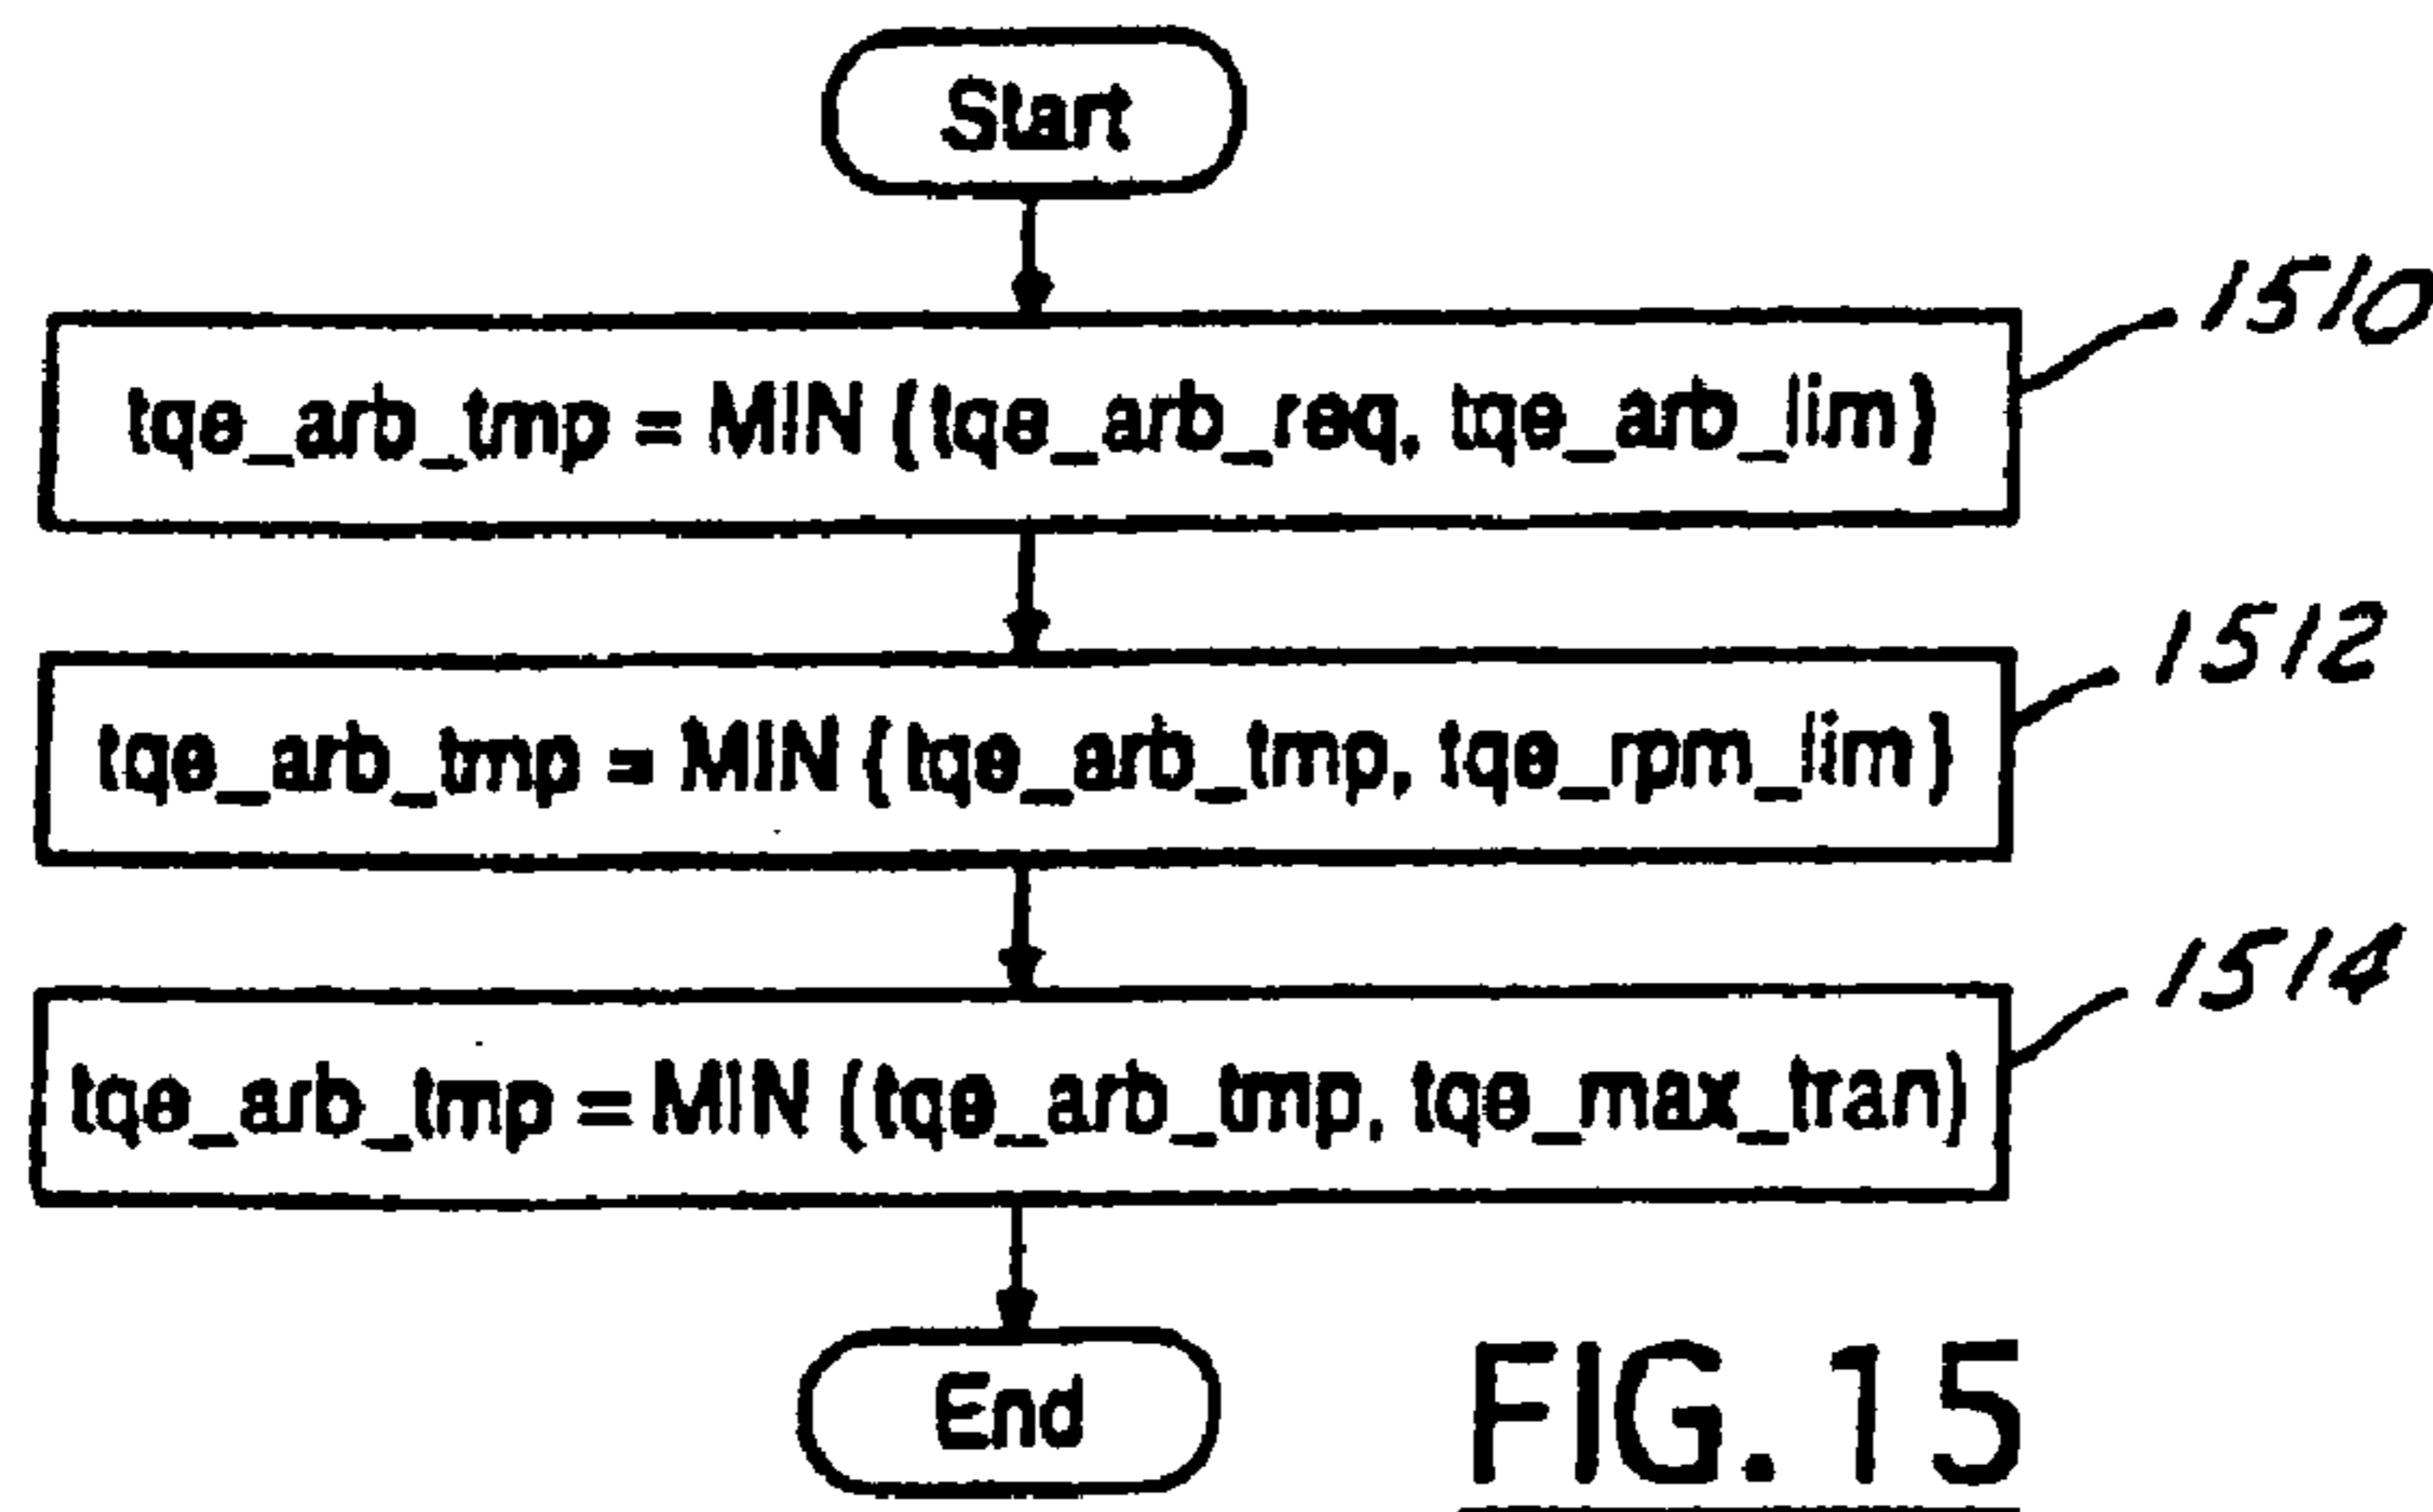 Start
1510
tqe_arb_tmp = MIN (tqe_arb_req, tqe_arb_lim)
1512
tqe_arb_tmp = MIN (tqe_arb_tmp, tqe_rpm_lim)
1514
tqe_arb_tmp = MIN (tqe_arb_tmp, tqe_max_tran)
End
FIG. 15